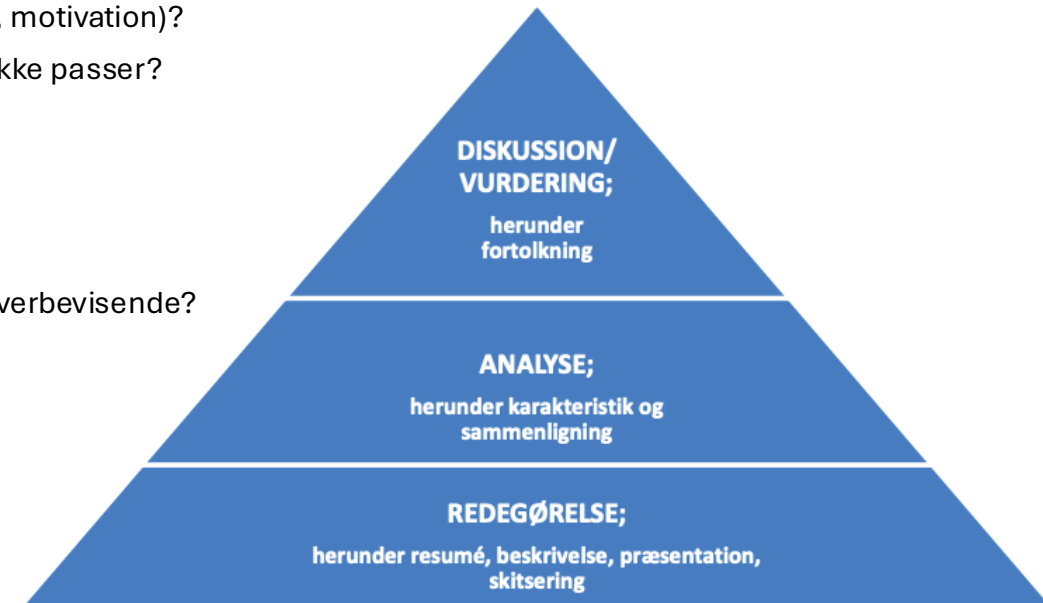 , motivation)?
kke passer?
verbevisende?
DISKUSSION/
VURDERING;
herunder
fortolkning
ANALYSE;
herunder karakteristik og
sammenligning
REDEGØRELSE;
herunder resumé, beskrivelse, præsentation,
skitsering